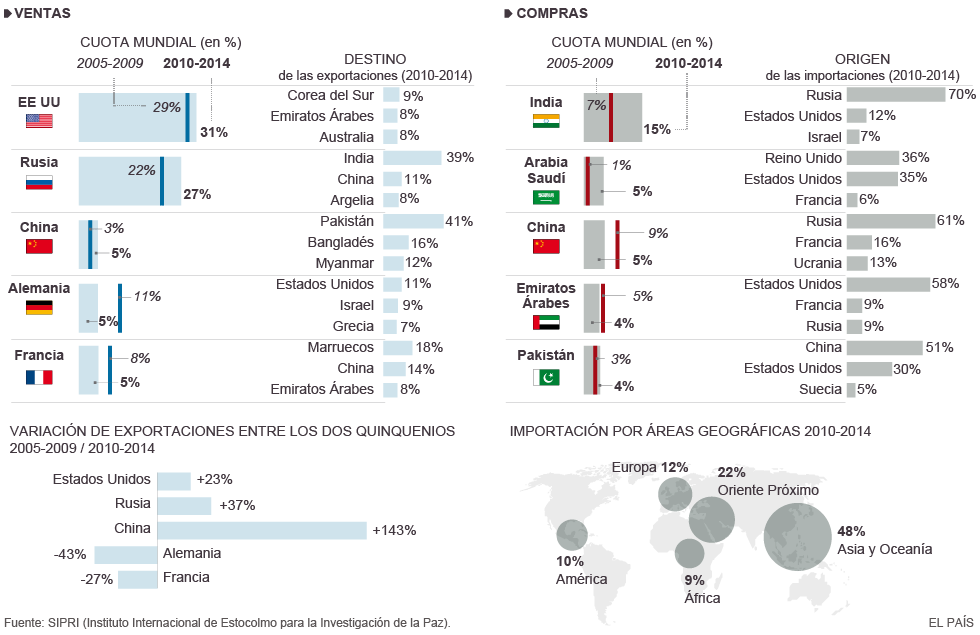 VENTAS
CUOTA MUNDIAL (en %)
2005-2009 2010-2014
DESTINO
de las exportaciones (2010-2014)
EE UU
29%
31%
Corea del Sur 9%
Emiratos Árabes 8%
Australia 8%
Rusia
22%
27%
India 39%
China 11%
Argelia 8%
China
3%
5%
Pakistán 41%
Bangladés 16%
Myanmar 12%
Alemania
11%
5%
Estados Unidos 11%
Israel 9%
Grecia 7%
Francia
8%
5%
Marruecos 18%
China 14%
Emiratos Árabes 8%
COMPRAS
CUOTA MUNDIAL (en %)
2005-2009 2010-2014
ORIGEN
de las importaciones (2010-2014)
India
7%
15%
Rusia 70%
Estados Unidos 12%
Israel 7%
Arabia
Saudí
1%
5%
Reino Unido 36%
Estados Unidos 35%
Francia 6%
China
9%
5%
Rusia 61%
Francia 16%
Ucrania 13%
Emiratos
Árabes
5%
4%
Estados Unidos 58%
Francia 9%
Rusia 9%
Pakistán
3%
4%
China 51%
Estados Unidos 30%
Suecia 5%
VARIACIÓN DE EXPORTACIONES ENTRE LOS DOS QUINQUENIOS
2005-2009 / 2010-2014
Estados Unidos +23%
Rusia +37%
China +143%
-43% Alemania
-27% Francia
IMPORTACIÓN POR ÁREAS GEOGRÁFICAS 2010-2014
Europa 12%
22%
Oriente Próximo
48%
Asia y Oceanía
10%
América
9%
África
Fuente: SIPRI (Instituto Internacional de Estocolmo para la Investigación de la Paz).
EL PAÍS